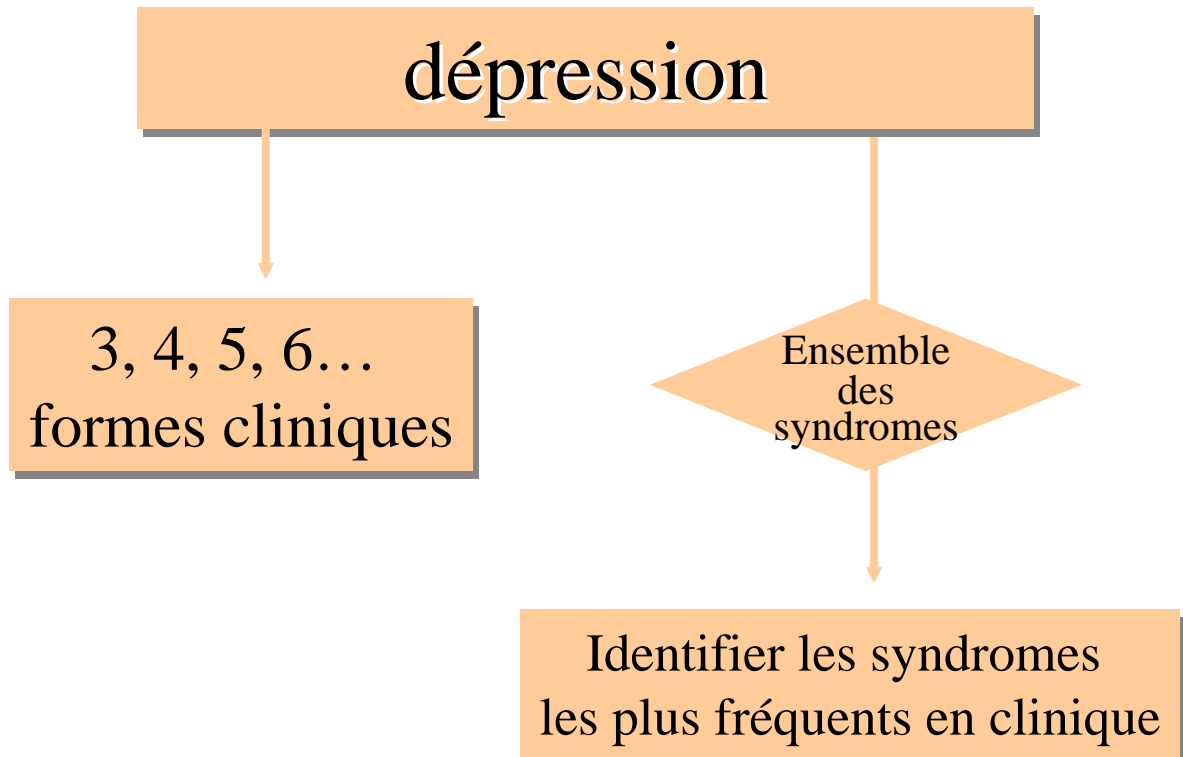 dépression
3, 4, 5, 6…
formes cliniques
Ensemble
des
syndromes
Identifier les syndromes
les plus fréquents en clinique